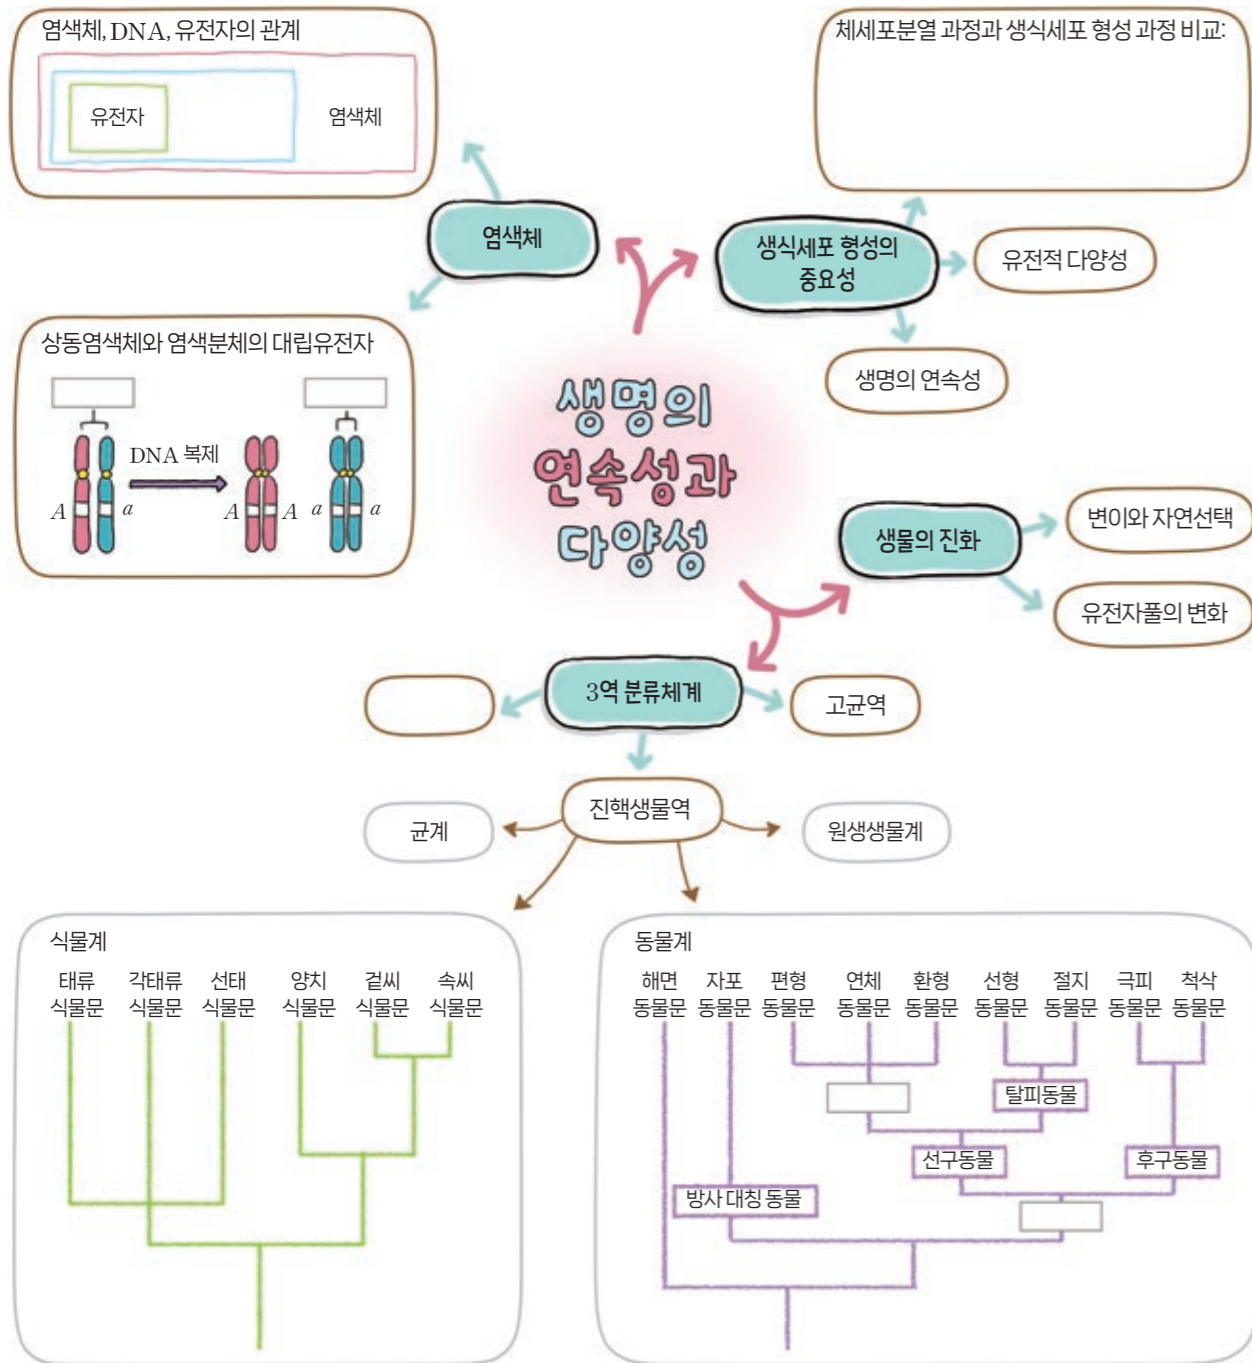 염색체, DNA, 유전자의 관계
유전자
염색체
체세포분열 과정과 생식세포 형성 과정 비교:
염색체
생식세포 형성의
중요성
유전적 다양성
생명의 연속성
상동염색체와 염색분체의 대립유전자
DNA 복제
A a A A a a
생명의
연속성과
다양성
생물의 진화
변이와 자연선택
유전자풀의 변화
3역 분류체계
고균역
진핵생물역
균계
원생생물계
식물계
태류 각태류 선태 양치 겉씨 속씨
식물문 식물문 식물문 식물문 식물문 식물문
동물계
해면 자포 편형 연체 환형 선형 절지 극피 척삭
동물문 동물문 동물문 동물문 동물문 동물문 동물문 동물문 동물문
탈피동물
선구동물
후구동물
방사 대칭 동물